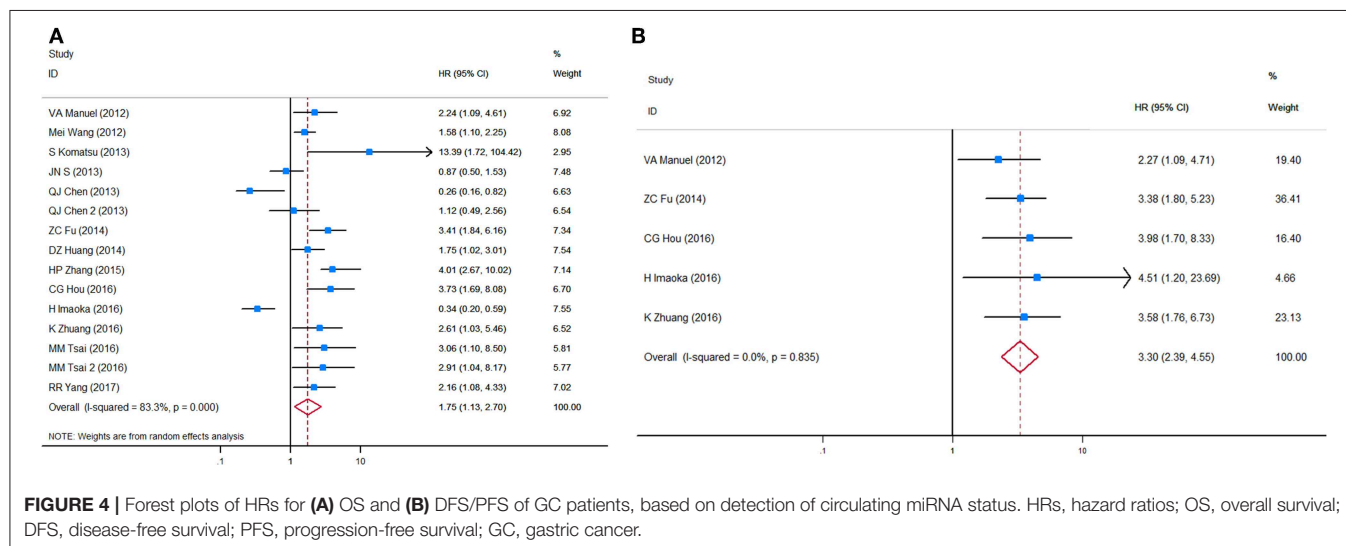 A
Study
%
ID
HR (95% CI)
Weight
VA Manuel (2012) 2.24 (1.09, 4.61) 6.92
Mei Wang (2012) 1.58 (1.10, 2.25) 8.08
S Komatsu (2013) 13.39 (1.72, 104.42) 2.95
JN S (2013) 0.87 (0.50, 1.53) 7.48
QJ Chen (2013) 0.26 (0.16, 0.82) 6.63
QJ Chen 2 (2013) 1.12 (0.49, 2.56) 6.54
ZC Fu (2014) 3.41 (1.84, 6.16) 7.34
DZ Huang (2014) 1.75 (1.02, 3.01) 7.54
HP Zhang (2015) 4.01 (2.67, 10.02) 7.14
CG Hou (2016) 3.73 (1.69, 8.08) 6.70
H Imaoka (2016) 0.34 (0.20, 0.59) 7.55
K Zhuang (2016) 2.61 (1.03, 5.46) 6.52
MM Tsai (2016) 3.06 (1.10, 8.50) 5.81
MM Tsai 2 (2016) 2.91 (1.04, 8.17) 5.77
RR Yang (2017) 2.16 (1.08, 4.33) 7.02
Overall (I-squared = 83.3%, p = 0.000) 1.75 (1.13, 2.70) 100.00
NOTE: Weights are from random effects analysis
.1 1 10
B
%
Study
HR (95% CI)
Weight
ID
VA Manuel (2012) 2.27 (1.09, 4.71) 19.40
ZC Fu (2014) 3.38 (1.80, 5.23) 36.41
CG Hou (2016) 3.98 (1.70, 8.33) 16.40
H Imaoka (2016) 4.51 (1.20, 23.69) 4.66
K Zhuang (2016) 3.58 (1.76, 6.73) 23.13
Overall (I-squared = 0.0%, p = 0.835) 3.30 (2.39, 4.55) 100.00
.1 1 10
FIGURE 4 | Forest plots of HRs for (A) OS and (B) DFS/PFS of GC patients, based on detection of circulating miRNA status. HRs, hazard ratios; OS, overall survival;
DFS, disease-free survival; PFS, progression-free survival; GC, gastric cancer.